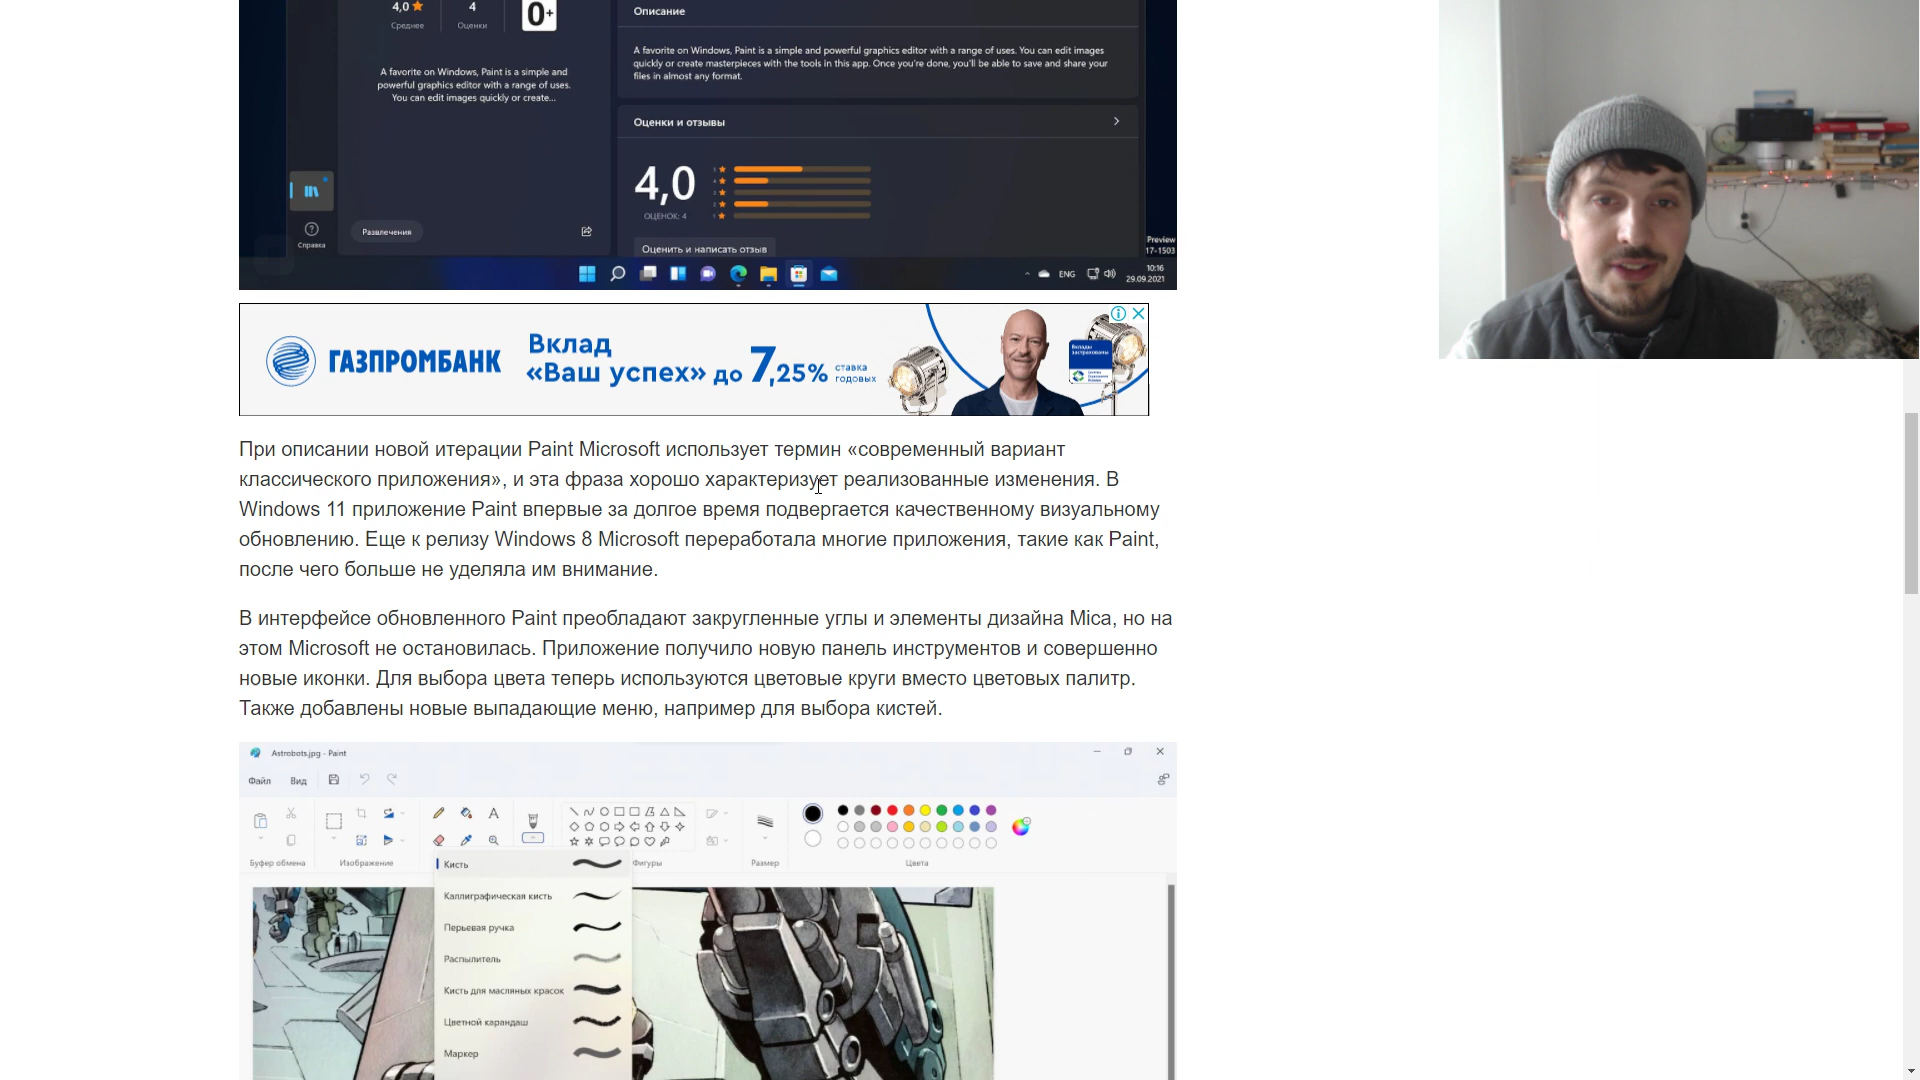 4,0
Среднее
4
Оценки
0+
A favorite on Windows, Paint is a simple and
powerful graphics editor with a range of uses.
You can edit images quickly or create...
Развлечения
Справка
Описание
A favorite on Windows, Paint is a simple and powerful graphics editor with a range of uses. You can edit images
quickly or create masterpieces with the tools in this app. Once you're done, you'll be able to save and share your
files in almost any format.
Оценки и отзывы
4,0
ОЦЕНОК: 4
5
4
3
2
1
Оценить и написать отзыв
Preview
17-1503
ENG
10:16
29.09.2021
ГАЗПРОМБАНК
Вклад
«Ваш успех» до 7,25% ставка годовых
Вклады
застрахованы
При описании новой итерации Paint Microsoft использует термин «современный вариант
классического приложения», и эта фраза хорошо характеризует реализованные изменения. В
Windows 11 приложение Paint впервые за долгое время подвергается качественному визуальному
обновлению. Еще к релизу Windows 8 Microsoft переработала многие приложения, такие как Paint,
после чего больше не уделяла им внимание.
В интерфейсе обновленного Paint преобладают закругленные углы и элементы дизайна Mica, но на
этом Microsoft не остановилась. Приложение получило новую панель инструментов и совершенно
новые иконки. Для выбора цвета теперь используются цветовые круги вместо цветовых палитр.
Также добавлены новые выпадающие меню, например для выбора кистей.
Astrobots.jpg - Paint
Файл Вид
Буфер обмена
Изображение
Фигуры
Размер
Цвета
Кисть
Каллиграфическая кисть
Перьевая ручка
Распылитель
Кисть для масляных красок
Цветной карандаш
Маркер